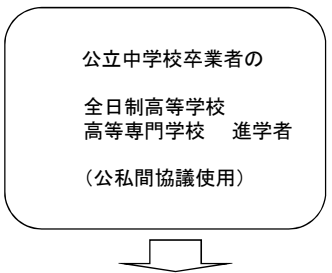 公立中学校卒業者の
全日制高等学校
高等専門学校　進学者
（公私間協議使用）